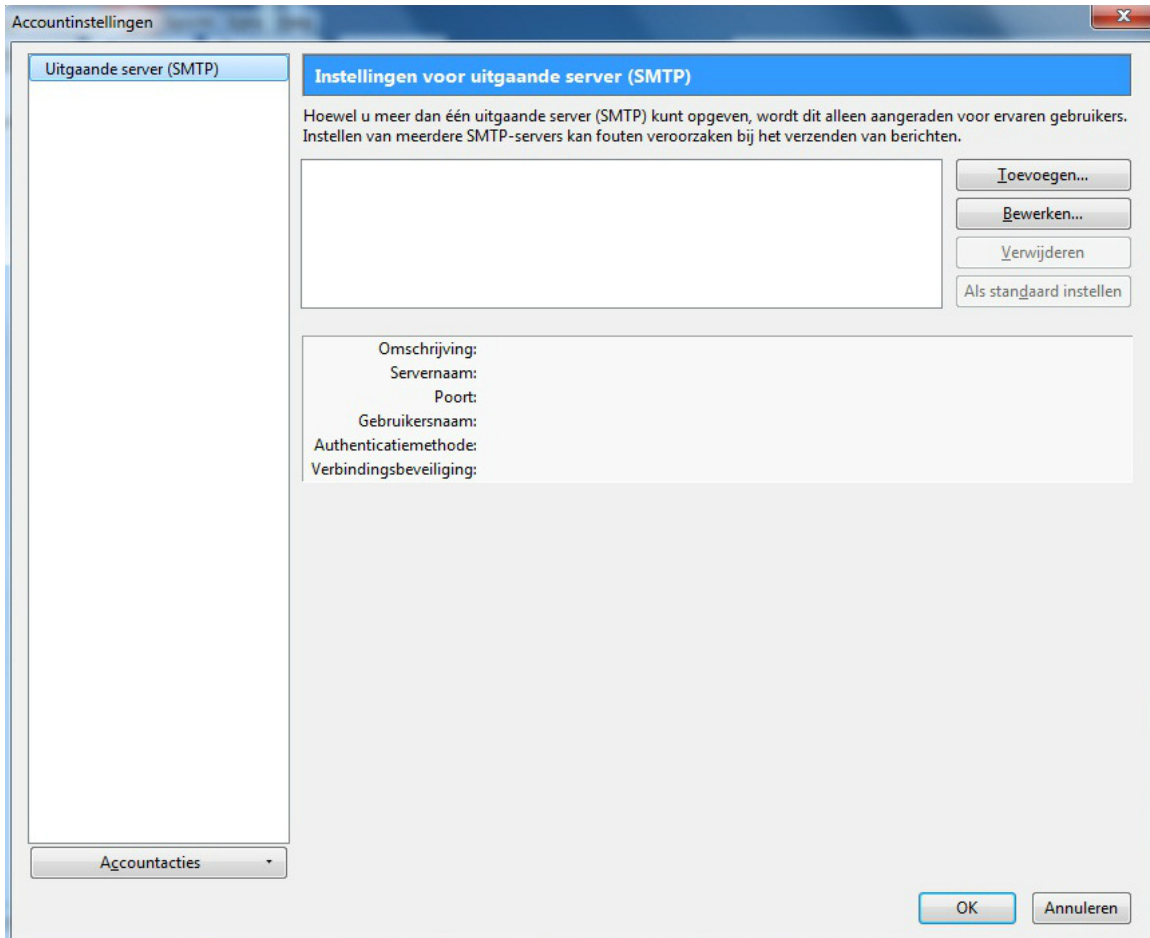 Accountinstellingen
Uitgaande server (SMTP)
Instellingen voor uitgaande server (SMTP)
Hoewel u meer dan één uitgaande server (SMTP) kunt opgeven, wordt dit alleen aangeraden voor ervaren gebruikers.
Instellen van meerdere SMTP-servers kan fouten veroorzaken bij het verzenden van berichten.
Toevoegen...
Bewerken...
Verwijderen
Als standaard instellen
Omschrijving:
Servernaam:
Poort:
Gebruikersnaam:
Authenticatiemethode:
Verbindingsbeveiliging:
Accountacties
OK
Annuleren